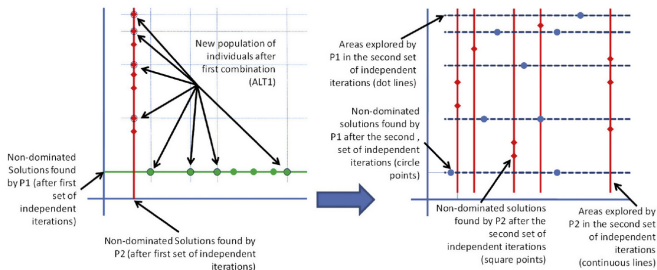 New population of
individuals after
first combination
(ALT1)
Non-dominated
Solutions found
by P1 (after first
set of
independent
iterations)
Non-dominated Solutions found by
P2 (after first set of independent
iterations)
Areas explored by
P1 in the second set
of independent
iterations (dot lines)
Non-dominated
solutions found by
P1 after the second ,
set of independent
iterations (circle
points)
Non-dominated solutions
found by P2 after the
second set of
independent iterations
(square points)
Areas explored by
P2 in the second set
of independent
iterations
(continuous lines)